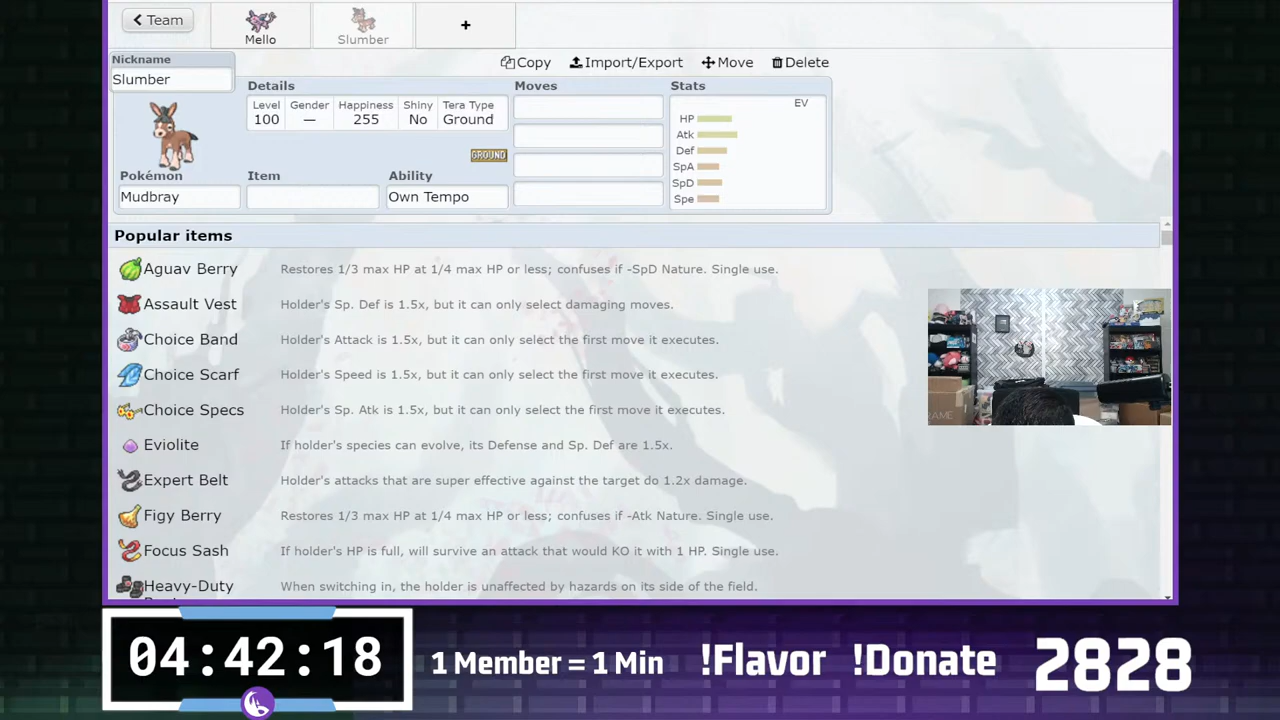 Team
Mello
Slumber
+
Nickname
Slumber
Copy
Import/Export
Move
Delete
Details
Level
Gender
Happiness
Shiny
Tera Type
100
—
255
No
Ground
GROUND
Moves
Stats
EV
HP
Atk
Def
SpA
SpD
Spe
Pokémon
Mudbray
Item
Ability
Own Tempo
Popular items
Aguav Berry Restores 1/3 max HP at 1/4 max HP or less; confuses if -SpD Nature. Single use.
Assault Vest Holder's Sp. Def is 1.5x, but it can only select damaging moves.
Choice Band Holder's Attack is 1.5x, but it can only select the first move it executes.
Choice Scarf Holder's Speed is 1.5x, but it can only select the first move it executes.
Choice Specs Holder's Sp. Atk is 1.5x, but it can only select the first move it executes.
Eviolite If holder's species can evolve, its Defense and Sp. Def are 1.5x.
Expert Belt Holder's attacks that are super effective against the target do 1.2x damage.
Figy Berry Restores 1/3 max HP at 1/4 max HP or less; confuses if -Atk Nature. Single use.
Focus Sash If holder's HP is full, will survive an attack that would KO it with 1 HP. Single use.
Heavy-Duty When switching in, the holder is unaffected by hazards on its side of the field.
04:42:18
1 Member = 1 Min
!Flavor
!Donate
2828